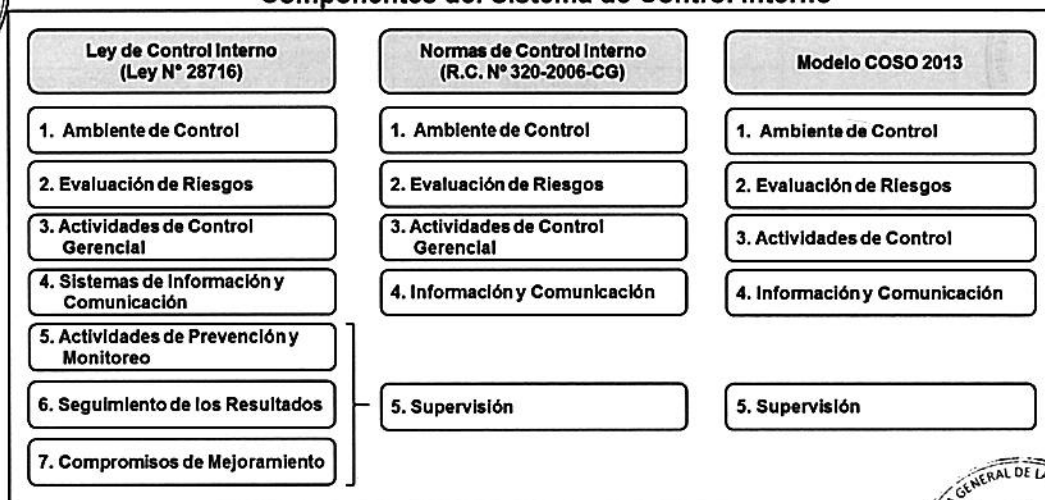 Componentes del Sistema de Control Interno
Ley de Control Interno
(Ley N° 28716)
1. Ambiente de Control
2. Evaluación de Riesgos
3. Actividades de Control
Gerencial
4. Sistemas de Información y
Comunicación
5. Actividades de Prevención y
Monitoreo
6. Seguimiento de los Resultados
7. Compromisos de Mejoramiento
Normas de Control Interno
(R.C. N° 320-2006-CG)
1. Ambiente de Control
2. Evaluación de Riesgos
3. Actividades de Control
Gerencial
4. Información y Comunicación
5. Supervisión
Modelo COSO 2013
1. Ambiente de Control
2. Evaluación de Riesgos
3. Actividades de Control
4. Información y Comunicación
5. Supervisión
GENERAL DE LA